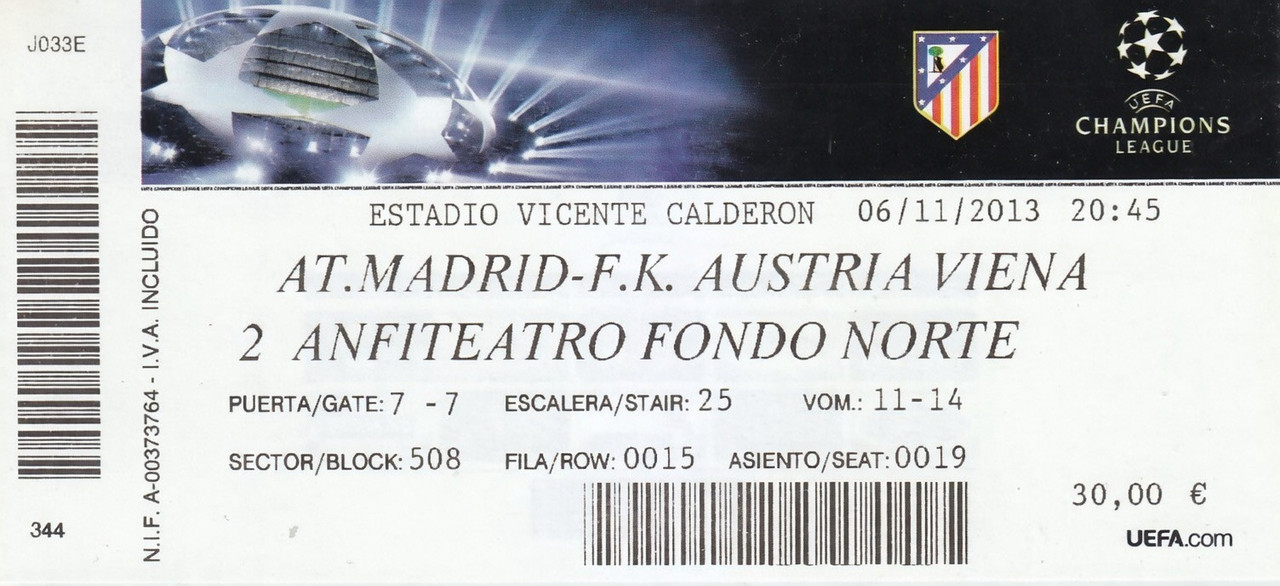 J033E
UEFA
CHAMPIONS
LEAGUE
ESTADIO VICENTE CALDERON 06/11/2013 20:45
AT.MADRID-F.K. AUSTRIA VIENA
2 ANFITEATRO FONDO NORTE
PUERTA/GATE: 7 -7 ESCALERA/STAIR: 25 VOM.: 11-14
SECTOR/BLOCK: 508 FILA/ROW: 0015 ASIENTO/SEAT: 0019
30,00 €
UEFA.com
344
N.I.F. A-00373764 - I.V.A. INCLUIDO